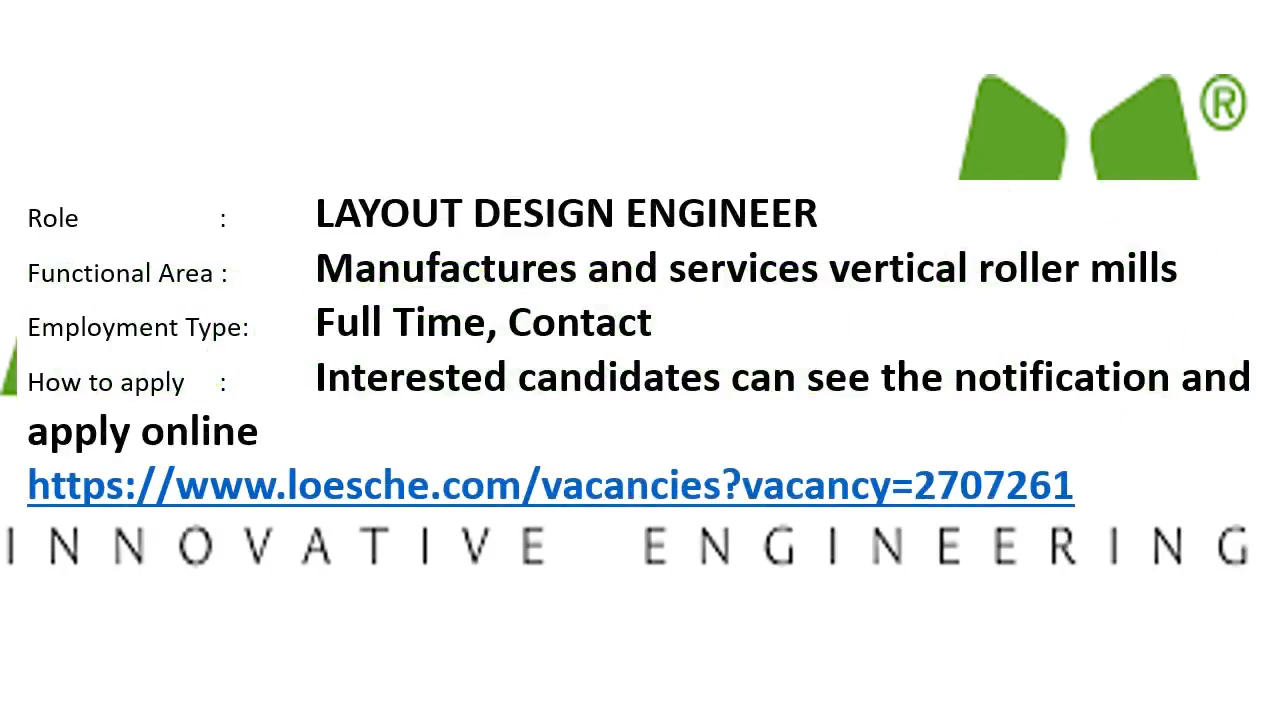 ®
Role : LAYOUT DESIGN ENGINEER
Functional Area : Manufactures and services vertical roller mills
Employment Type: Full Time, Contact
How to apply : Interested candidates can see the notification and
apply online
https://www.loesche.com/vacancies?vacancy=2707261
INNOVATIVE ENGINEERING